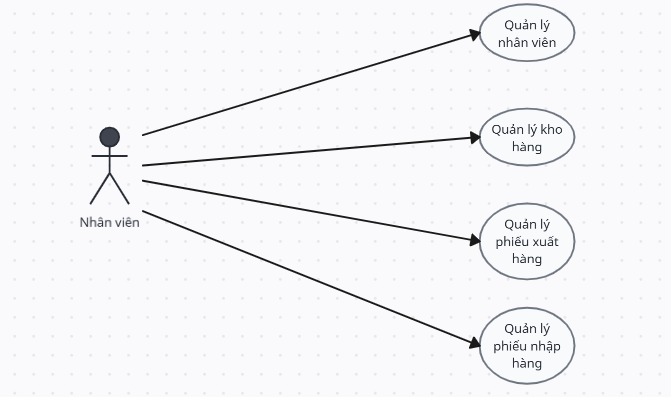 Quản lý
nhân viên
Quản lý kho
hàng
Nhân viên
Quản lý
phiếu xuất
hàng
Quản lý
phiếu nhập
hàng